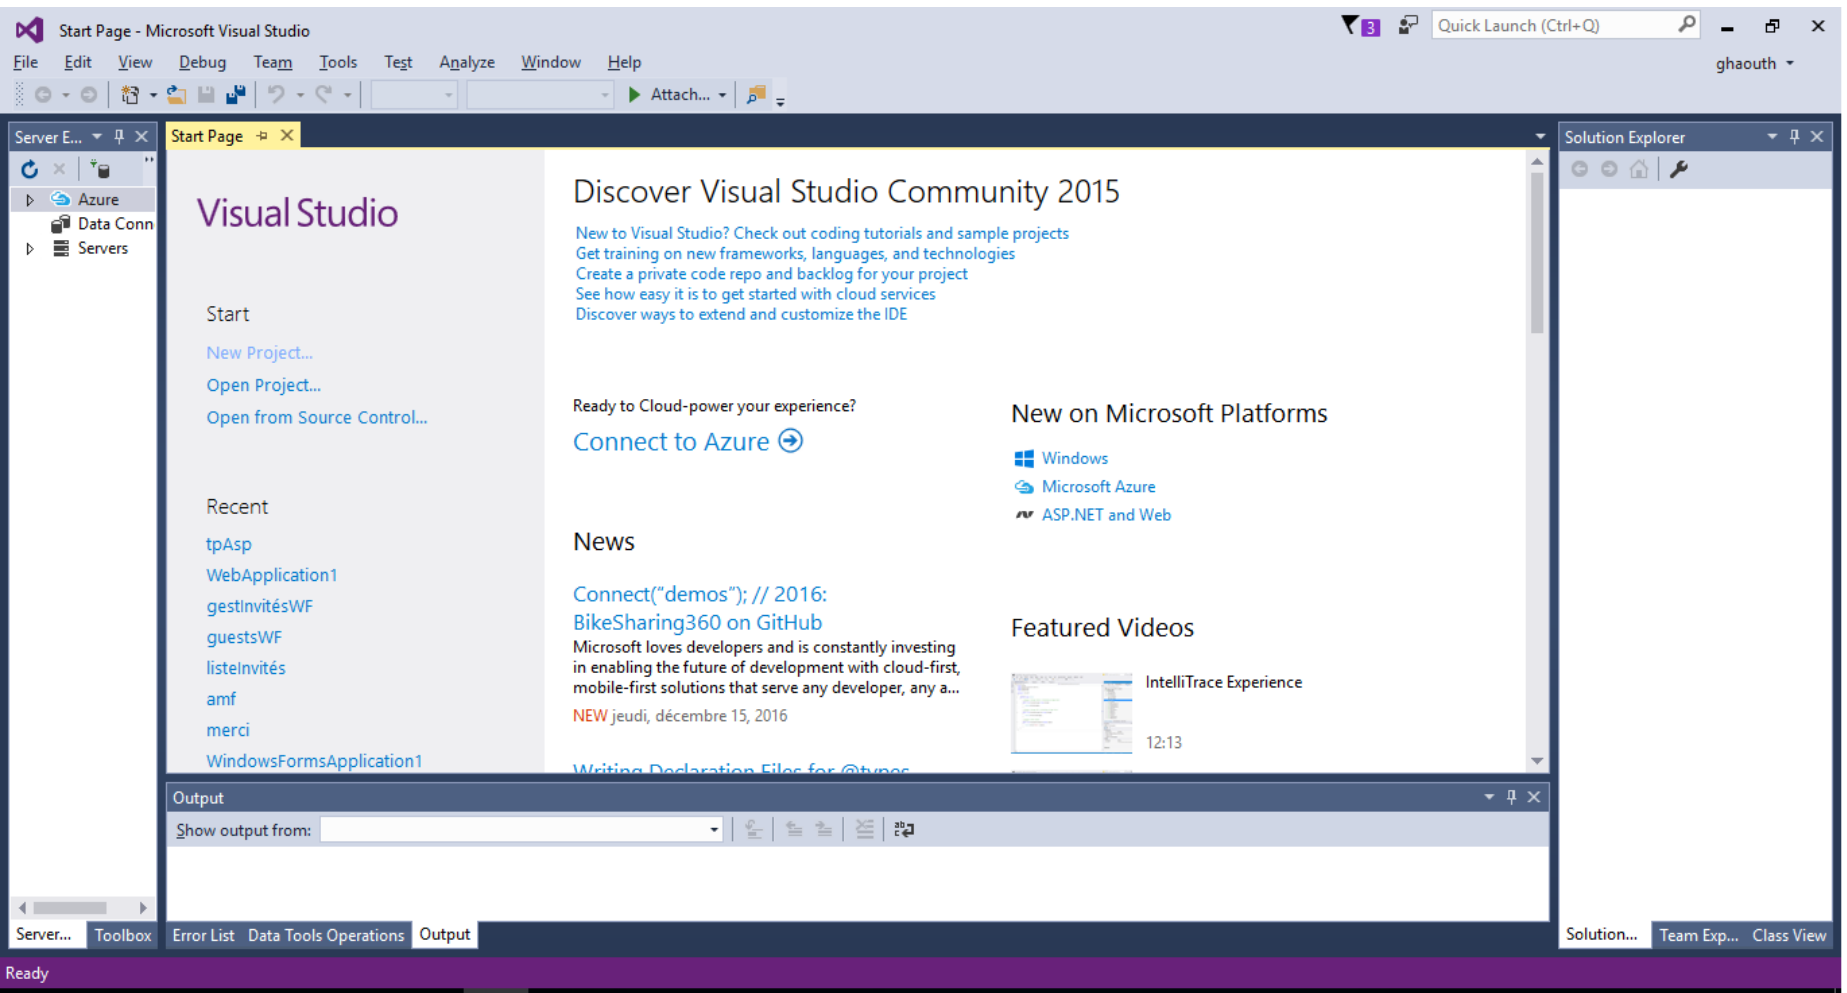 Start Page - Microsoft Visual Studio
3
Quick Launch (Ctrl+Q)
File Edit View Debug Team Tools Test Analyze Window Help
ghaouth
Attach...
Server E...
Start Page
Solution Explorer
Azure
Data Conn
Servers
Visual Studio
Start
New Project...
Open Project...
Open from Source Control...
Recent
tpAsp
WebApplication1
gestInvitésWF
guestsWF
listeInvités
amf
merci
WindowsFormsApplication1
Discover Visual Studio Community 2015
New to Visual Studio? Check out coding tutorials and sample projects
Get training on new frameworks, languages, and technologies
Create a private code repo and backlog for your project
See how easy it is to get started with cloud services
Discover ways to extend and customize the IDE
Ready to Cloud-power your experience?
Connect to Azure
News
Connect("demos"); // 2016:
BikeSharing360 on GitHub
Microsoft loves developers and is constantly investing
in enabling the future of development with cloud-first,
mobile-first solutions that serve any developer, any a...
NEW jeudi, décembre 15, 2016
Writing Declaration Files for @types
New on Microsoft Platforms
Windows
Microsoft Azure
ASP.NET and Web
Featured Videos
IntelliTrace Experience
12:13
Output
Show output from:
Server... Toolbox
Error List Data Tools Operations Output
Solution... Team Exp... Class View
Ready